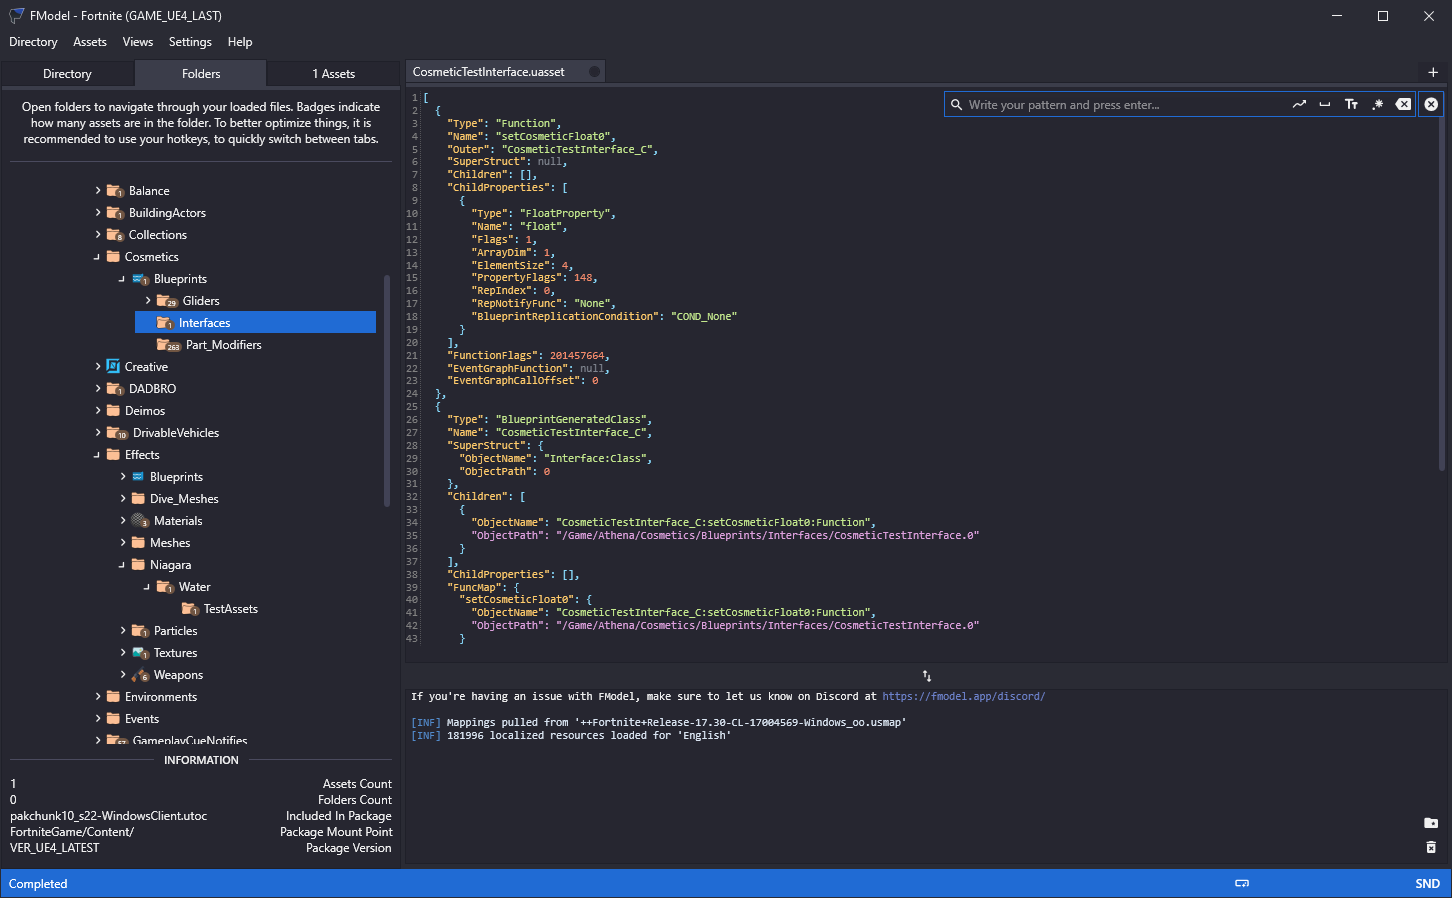 FModel - Fortnite (GAME_UE4_LAST)
Directory Assets Views Settings Help
Directory Folders 1 Assets
Open folders to navigate through your loaded files. Badges indicate
how many assets are in the folder. To better optimize things, it is
recommended to use your hotkeys, to quickly switch between tabs.
1 Balance
1 BuildingActors
8 Collections
Cosmetics
1 Blueprints
29 Gliders
1 Interfaces
263 Part_Modifiers
Creative
1 DADBRO
Deimos
10 DrivableVehicles
Effects
Blueprints
Dive_Meshes
3 Materials
Meshes
Niagara
1 Water
1 TestAssets
1 Particles
1 Textures
6 Weapons
Environments
Events
57 GameplayCueNotifies
INFORMATION
1 Assets Count
0 Folders Count
pakchunk10_s22-WindowsClient.utoc Included In Package
FortniteGame/Content/ Package Mount Point
VER_UE4_LATEST Package Version
CosmeticTestInterface.uasset
Write your pattern and press enter...
1 [
2 {
3 "Type": "Function",
4 "Name": "setCosmeticFloat0",
5 "Outer": "CosmeticTestInterface_C",
6 "SuperStruct": null,
7 "Children": [],
8 "ChildProperties": [
9 {
10 "Type": "FloatProperty",
11 "Name": "float",
12 "Flags": 1,
13 "ArrayDim": 1,
14 "ElementSize": 4,
15 "PropertyFlags": 148,
16 "RepIndex": 0,
17 "RepNotifyFunc": "None",
18 "BlueprintReplicationCondition": "COND_None"
19 }
20 ],
21 "FunctionFlags": 201457664,
22 "EventGraphFunction": null,
23 "EventGraphCallOffset": 0
24 },
25 {
26 "Type": "BlueprintGeneratedClass",
27 "Name": "CosmeticTestInterface_C",
28 "SuperStruct": {
29 "ObjectName": "Interface:Class",
30 "ObjectPath": 0
31 },
32 "Children": [
33 {
34 "ObjectName": "CosmeticTestInterface_C:setCosmeticFloat0:Function",
35 "ObjectPath": "/Game/Athena/Cosmetics/Blueprints/Interfaces/CosmeticTestInterface.0"
36 }
37 ],
38 "ChildProperties": [],
39 "FuncMap": {
40 "setCosmeticFloat0": {
41 "ObjectName": "CosmeticTestInterface_C:setCosmeticFloat0:Function",
42 "ObjectPath": "/Game/Athena/Cosmetics/Blueprints/Interfaces/CosmeticTestInterface.0"
43 }
If you're having an issue with FModel, make sure to let us know on Discord at https://fmodel.app/discord/
[INF] Mappings pulled from '++Fortnite+Release-17.30-CL-17004569-Windows_oo.usmap'
[INF] 181996 localized resources loaded for 'English'
Completed
SND